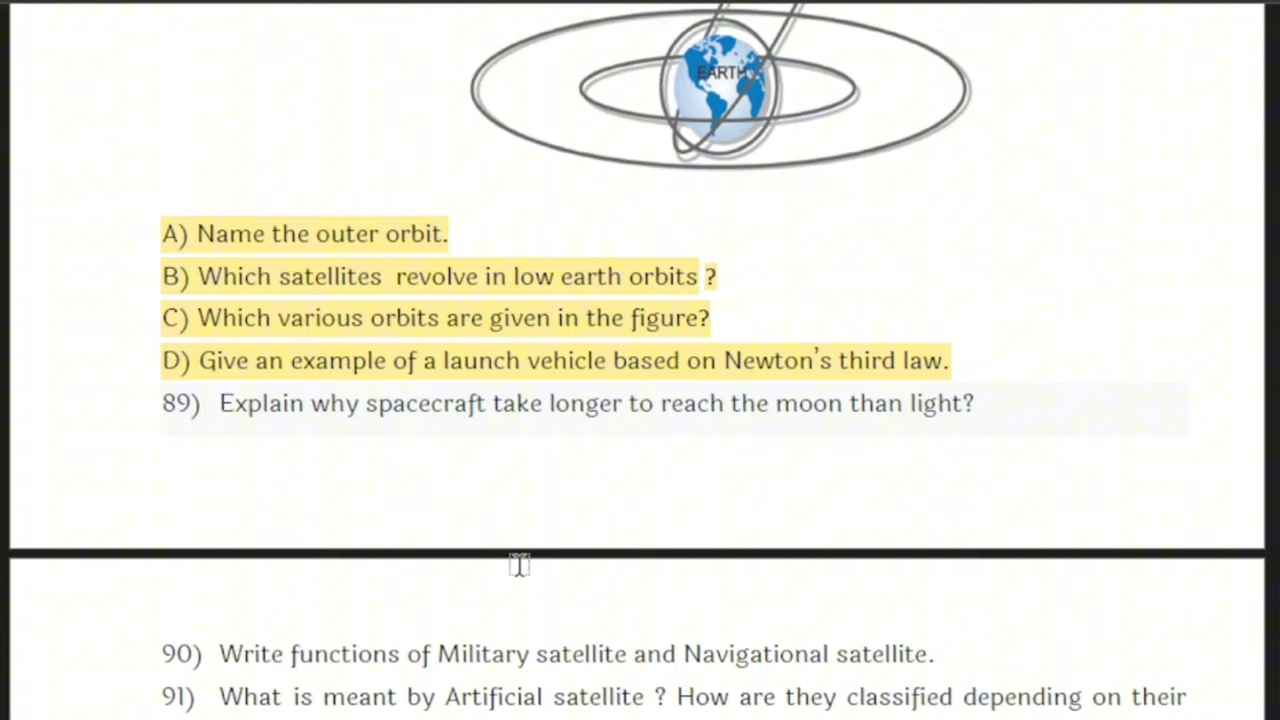 EARTH
A) Name the outer orbit.
B) Which satellites revolve in low earth orbits ?
C) Which various orbits are given in the figure?
D) Give an example of a launch vehicle based on Newton's third law.
89) Explain why spacecraft take longer to reach the moon than light?
90) Write functions of Military satellite and Navigational satellite.
91) What is meant by Artificial satellite ? How are they classified depending on their